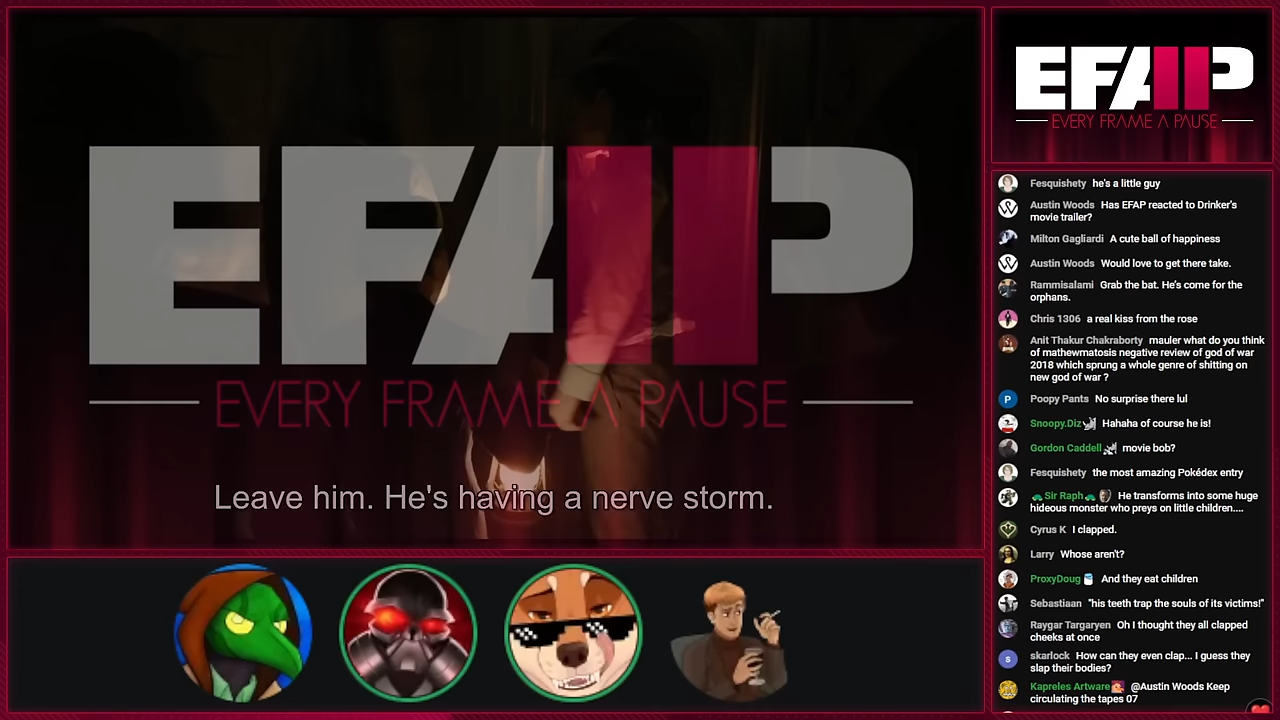 EFAP
EVERY FRAME A PAUSE
Leave him. He's having a nerve storm.
EFAP
EVERY FRAME A PAUSE
Fesquishety he's a little guy
Austin Woods Has EFAP reacted to Drinker's
movie trailer?
Milton Gagliardi A cute ball of happiness
Austin Woods Would love to get there take.
Rammisalami Grab the bat. He's come for the
orphans.
Chris 1306 a real kiss from the rose
Anit Thakur Chakraborty mauler what do you think
of mathewmatosis negative review of god of war
2018 which sprung a whole genre of shitting on
new god of war ?
P Poopy Pants No surprise there lul
Snoopy.Diz Hahaha of course he is!
Gordon Caddell movie bob?
Fesquishety the most amazing Pokédex entry
Sir Raph He transforms into some huge
hideous monster who preys on little children....
Cyrus K I clapped.
Larry Whose aren't?
ProxyDoug And they eat children
Sebastiaan "his teeth trap the souls of its victims!"
Raygar Targaryen Oh I thought they all clapped
cheeks at once
s skarlock How can they even clap... I guess they
slap their bodies?
Kapreles Artware @Austin Woods Keep
circulating the tapes 07